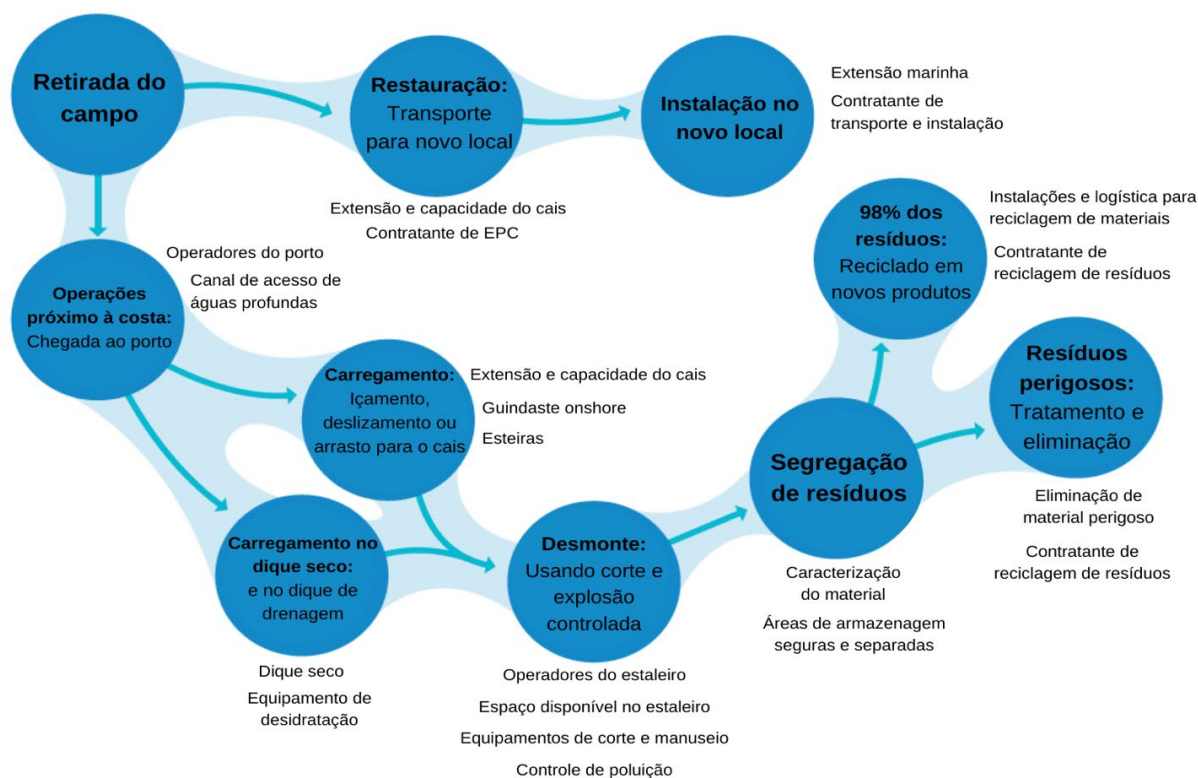 Retirada do
campo
Restauração:
Transporte
para novo local
Instalação no
novo local
Extensão marinha
Contratante de
transporte e instalação
Extensão e capacidade do cais
Contratante de EPC
Operações
próximo à costa:
Chegada ao porto
Operadores do porto
Canal de acesso de
águas profundas
Carregamento:
Içamento,
deslizamento ou
arrasto para o cais
Extensão e capacidade do cais
Guindaste onshore
Esteiras
Carregamento no
dique seco:
e no dique de
drenagem
Dique seco
Equipamento de
desidratação
Desmonte:
Usando corte e
explosão
controlada
Operadores do estaleiro
Espaço disponível no estaleiro
Equipamentos de corte e manuseio
Controle de poluição
Segregação
de resíduos
Caracterização
do material
Áreas de armazenagem
seguras e separadas
98% dos
resíduos:
Reciclado em
novos produtos
Instalações e logística para
reciclagem de materiais
Contratante de
reciclagem de resíduos
Resíduos
perigosos:
Tratamento e
eliminação
Eliminação de
material perigoso
Contratante de
reciclagem de resíduos